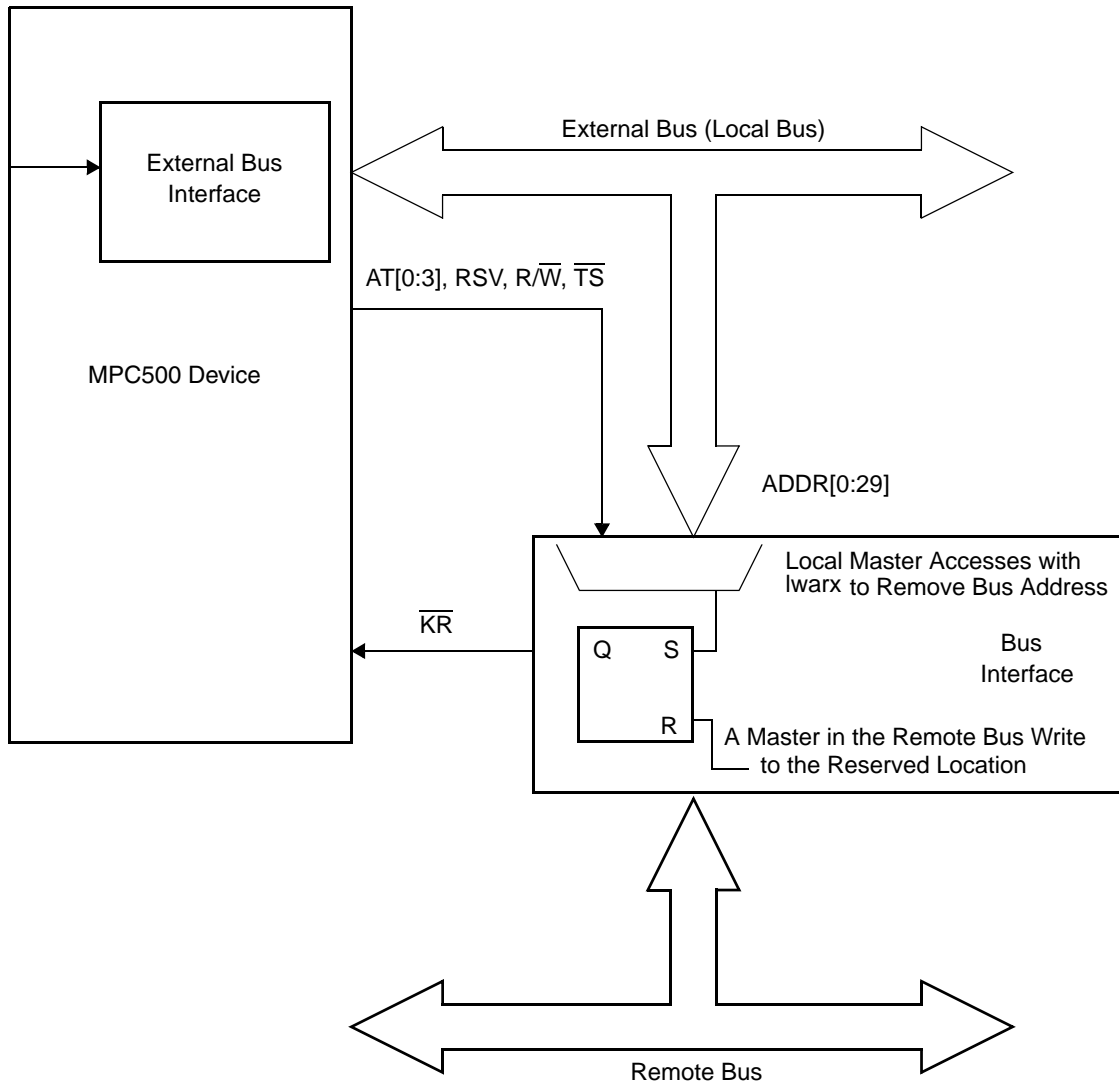 External Bus (Local Bus)
External Bus
Interface
AT[0:3], RSV, R/W̅, T̅S̅
MPC500 Device
ADDR[0:29]
Local Master Accesses with
lwarx to Remove Bus Address
K̅R̅
Q S
R
Bus
Interface
A Master in the Remote Bus Write
to the Reserved Location
Remote Bus